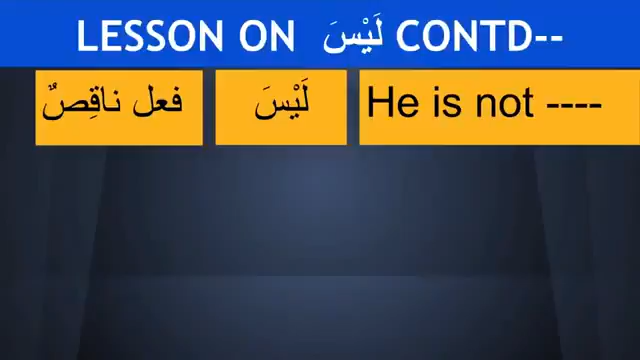 LESSON ON لَيْسَ CONTD--
فعل ناقِصٌ لَيْسَ He is not ----